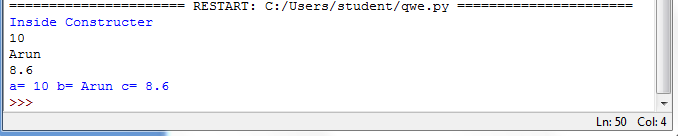 ====================== RESTART: C:/Users/student/qwe.py ======================
Inside Constructer
10
Arun
8.6
a= 10 b= Arun c= 8.6
>>>
Ln: 50 Col: 4